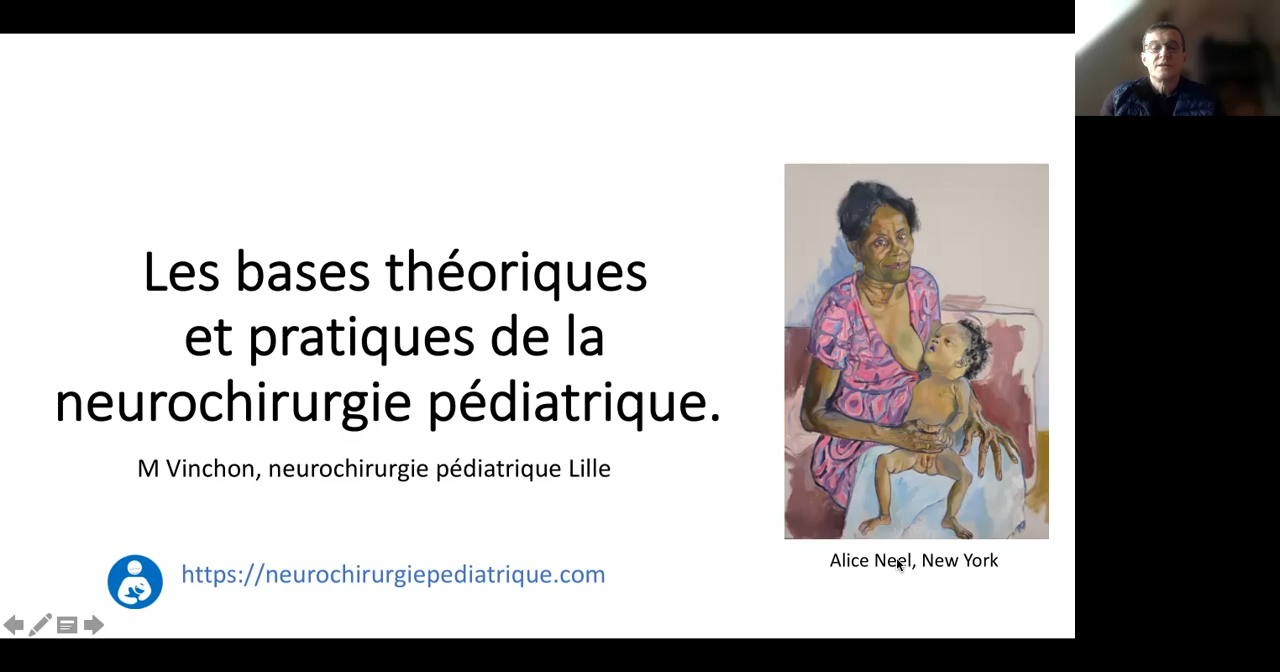 Les bases théoriques
et pratiques de la
neurochirurgie pédiatrique.
M Vinchon, neurochirurgie pédiatrique Lille
https://neurochirurgiepediatrique.com
Alice Neel, New York